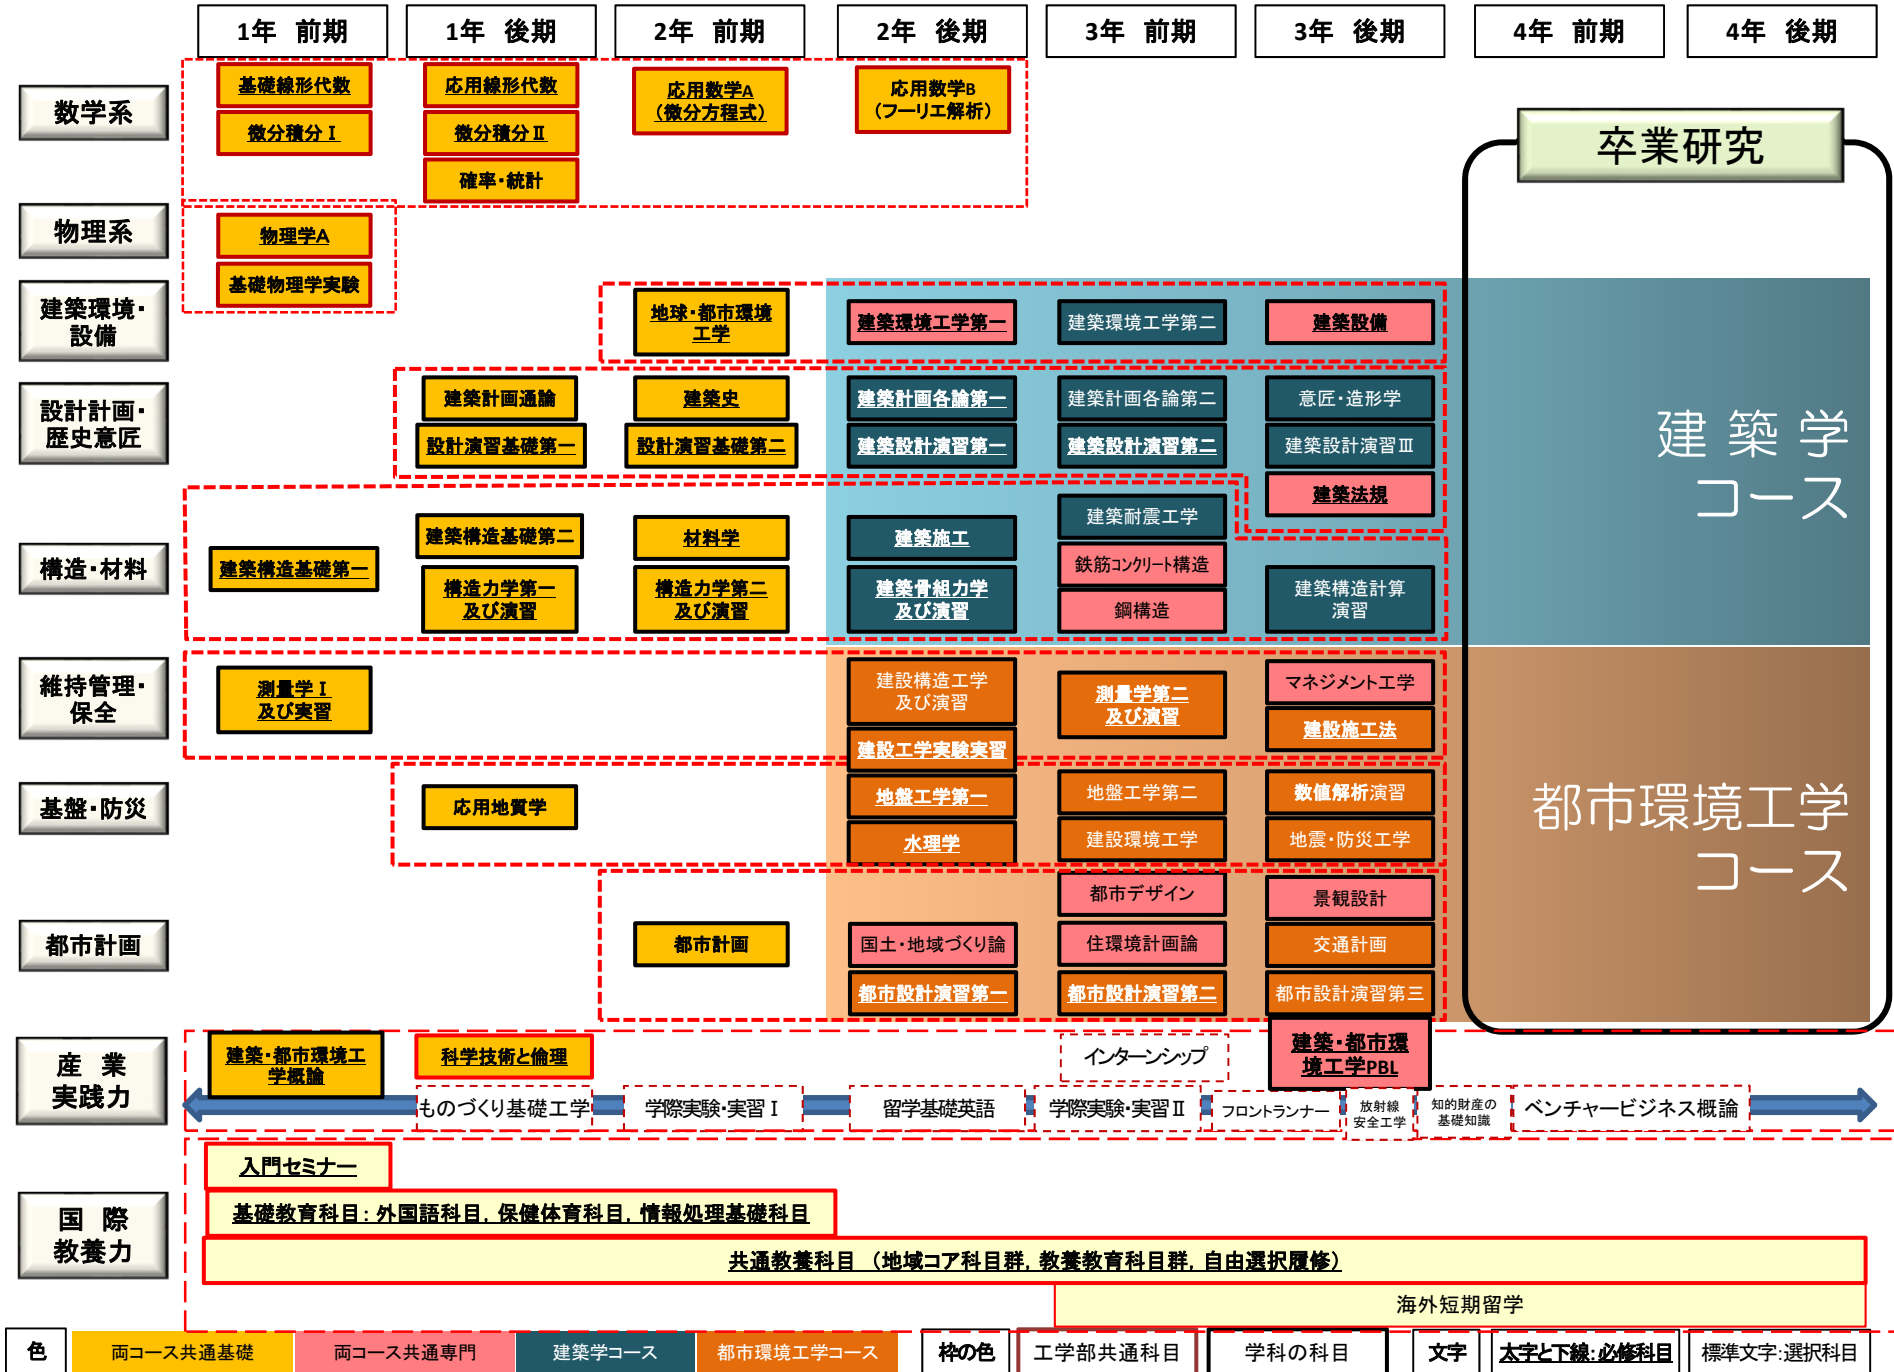 1年 前期
1年 後期
2年 前期
2年 後期
3年 前期
3年 後期
4年 前期
4年 後期
数学系
基礎線形代数
微分積分Ⅰ
応用線形代数
微分積分Ⅱ
確率・統計
応用数学A
(微分方程式)
応用数学B
(フーリエ解析)
卒業研究
物理系
物理学A
基礎物理学実験
建築環境・
設備
地球・都市環境
工学
建築環境工学第一
建築環境工学第二
建築設備
設計計画・
歴史意匠
建築計画通論
設計演習基礎第一
建築史
設計演習基礎第二
建築計画各論第一
建築設計演習第一
建築計画各論第二
建築設計演習第二
意匠・造形学
建築設計演習Ⅲ
建築法規
建 築 学
コース
構造・材料
建築構造基礎第一
建築構造基礎第二
構造力学第一
及び演習
材料学
構造力学第二
及び演習
建築施工
建築骨組力学
及び演習
建築耐震工学
鉄筋コンクリート構造
鋼構造
建築構造計算
演習
維持管理・
保全
測量学Ⅰ
及び実習
建設構造工学
及び演習
建設工学実験実習
測量学第二
及び演習
マネジメント工学
建設施工法
基盤・防災
応用地質学
地盤工学第一
水理学
地盤工学第二
建設環境工学
数値解析演習
地震・防災工学
都市環境工学
コース
都市計画
都市計画
国土・地域づくり論
都市設計演習第一
都市デザイン
住環境計画論
都市設計演習第二
景観設計
交通計画
都市設計演習第三
産 業
実践力
建築・都市環境工
学概論
科学技術と倫理
インターンシップ
建築・都市環
境工学PBL
ものづくり基礎工学
学際実験・実習Ⅰ
留学基礎英語
学際実験・実習Ⅱ
フロントランナー
放射線
安全工学
知的財産の
基礎知識
ベンチャービジネス概論
国 際
教養力
入門セミナー
基礎教育科目：外国語科目，保健体育科目，情報処理基礎科目
共通教養科目 (地域コア科目群，教養教育科目群，自由選択履修)
海外短期留学
色
両コース共通基礎
両コース共通専門
建築学コース
都市環境工学コース
枠の色
工学部共通科目
学科の科目
文字
太字と下線：必修科目
標準文字：選択科目